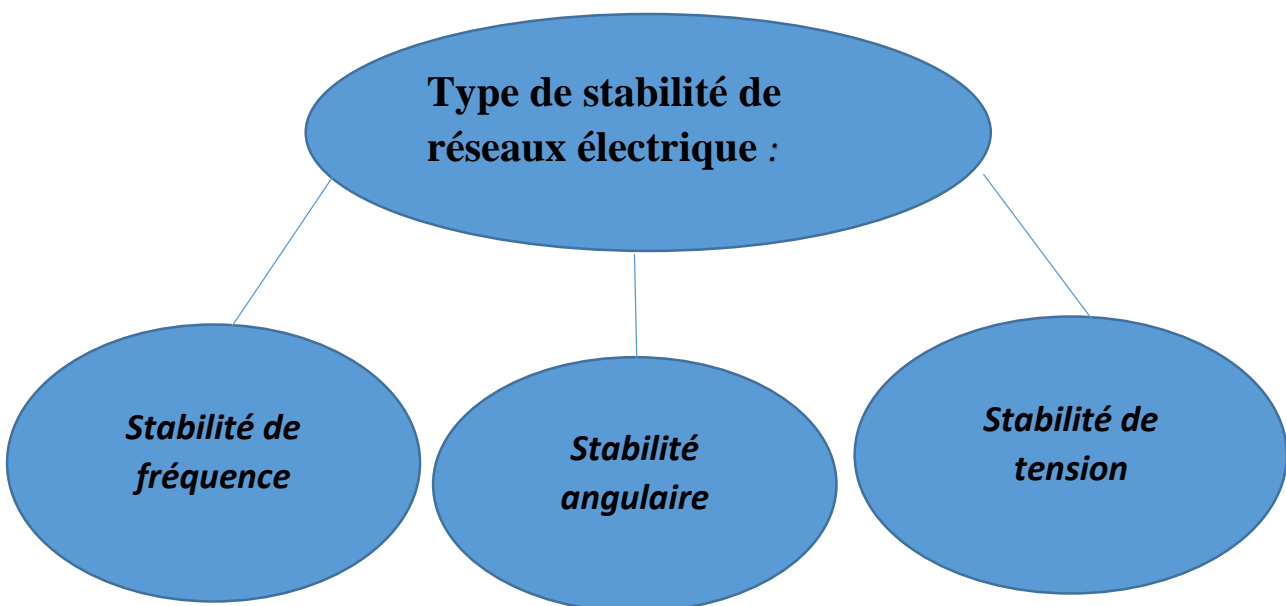 Type de stabilité de
réseaux électrique :
Stabilité de
fréquence
Stabilité
angulaire
Stabilité de
tension